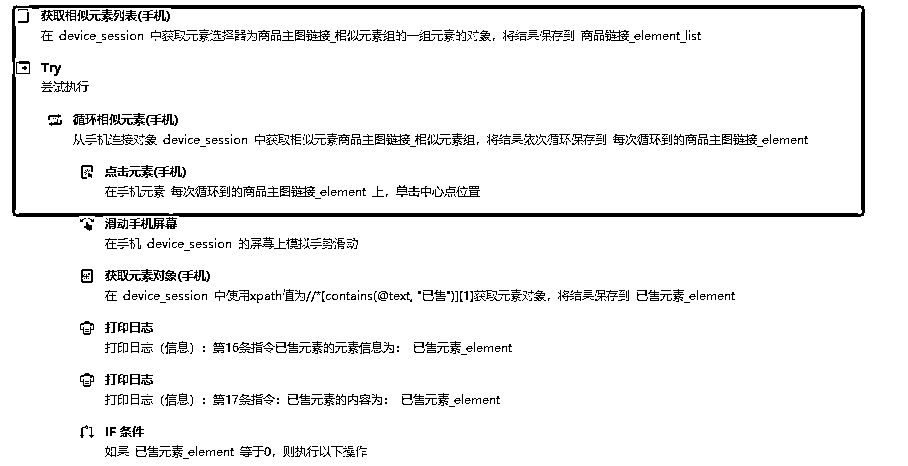 获取相似元素列表(手机)
在 device_session 中获取元素选择器为商品主图链接_相似元素组的一组元素的对象，将结果保存到 商品链接_element_list
Try
尝试执行
循环相似元素(手机)
从手机连接对象 device_session 中获取相似元素商品主图链接_相似元素组，将结果依次循环保存到 每次循环到的商品主图链接_element
点击元素(手机)
在手机元素 每次循环到的商品主图链接_element 上，单击中心点位置
滑动手机屏幕
在手机 device_session 的屏幕上模拟手势滑动
获取元素对象(手机)
在 device_session 中使用xpath值为//*[contains(@text, "已售")][1]获取元素对象，将结果保存到 已售元素_element
打印日志
打印日志（信息）：第16条指令已售元素的元素信息为： 已售元素_element
打印日志
打印日志（信息）：第17条指令：已售元素的内容为： 已售元素_element
IF 条件
如果 已售元素_element 等于0，则执行以下操作